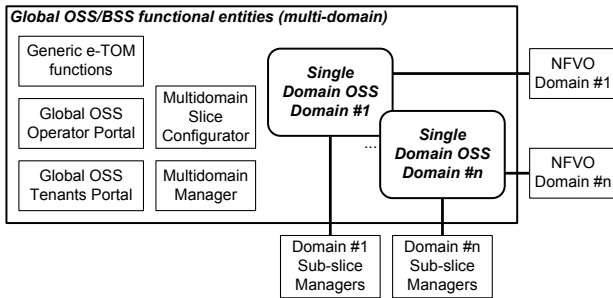 Global OSS/BSS functional entities (multi-domain)
Generic e-TOM
functions
Global OSS
Operator Portal
Global OSS
Tenants Portal
Multidomain
Slice
Configurator
Multidomain
Manager
Single
Domain OSS
Domain #1
...
Single
Domain OSS
Domain #n
NFVO
Domain #1
NFVO
Domain #n
Domain #1
Sub-slice
Managers
Domain #n
Sub-slice
Managers